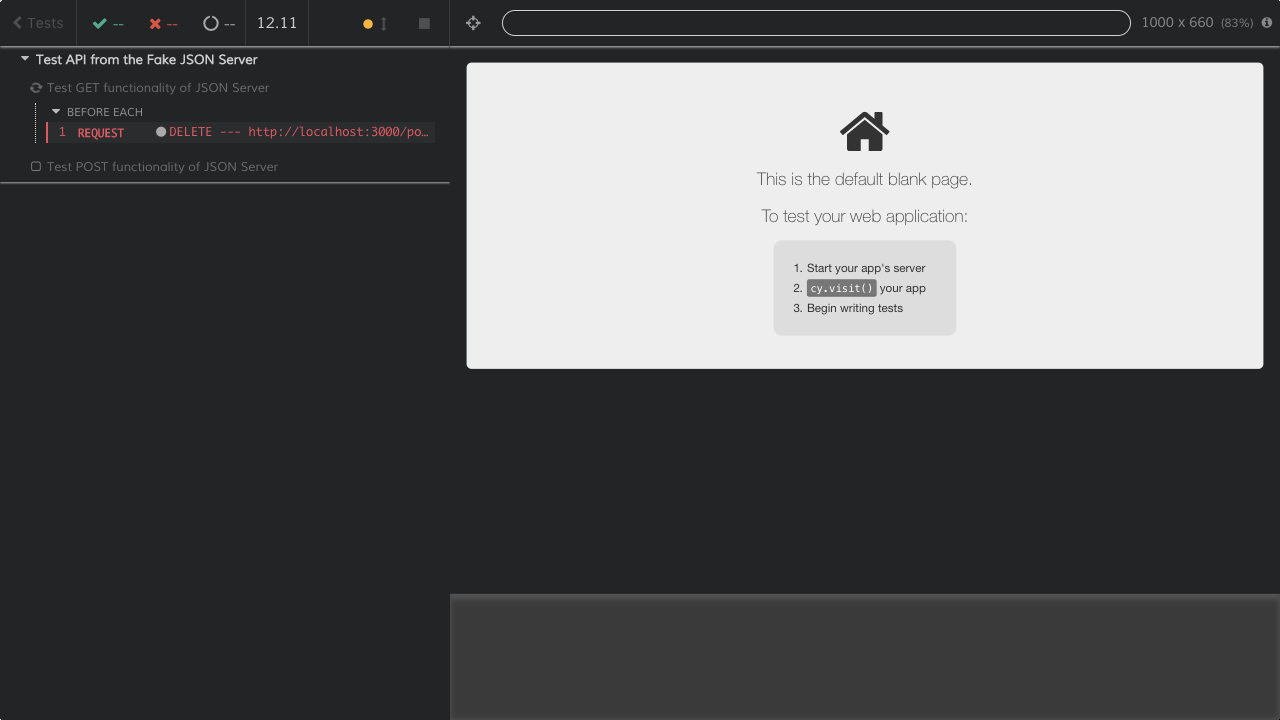 Tests
--
--
--
12.11
1000 x 660 (83%)
Test API from the Fake JSON Server
Test GET functionality of JSON Server
BEFORE EACH
1 REQUEST DELETE --- http://localhost:3000/po…
Test POST functionality of JSON Server
This is the default blank page.
To test your web application:
1. Start your app's server
2. cy.visit() your app
3. Begin writing tests